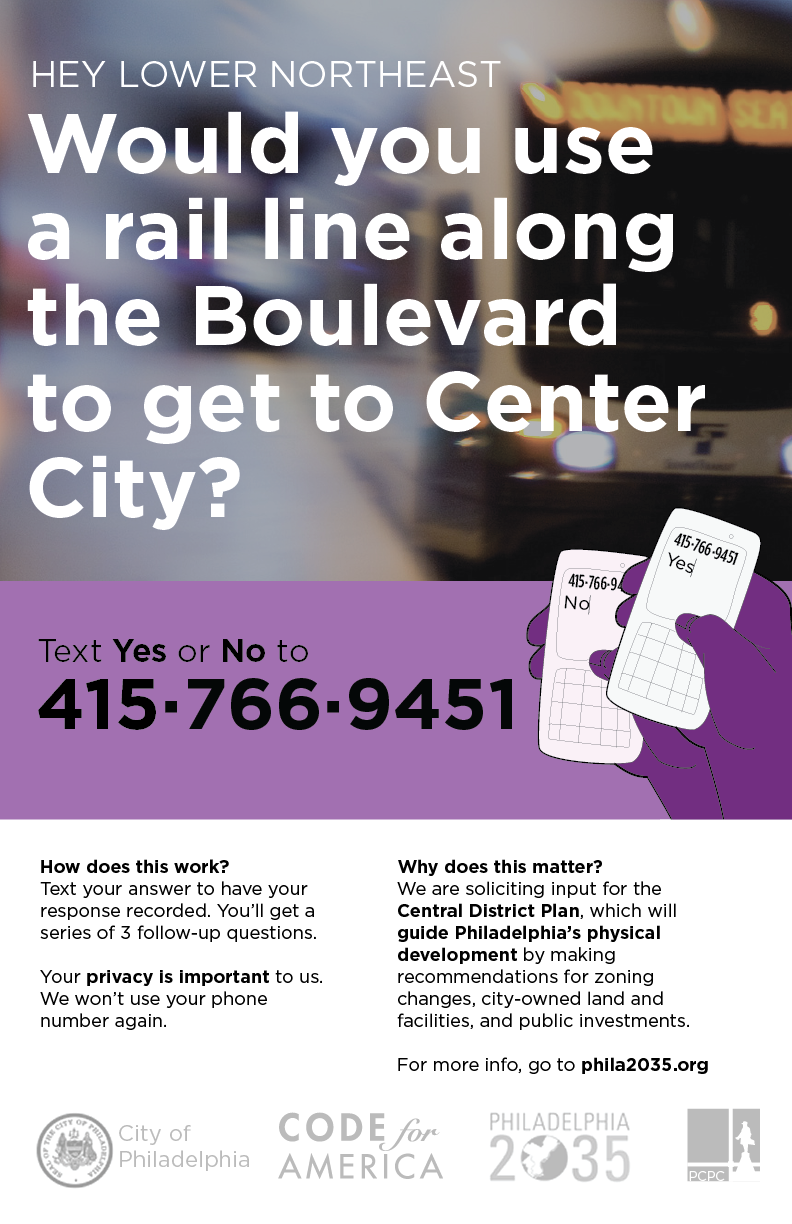 HEY LOWER NORTHEAST
Would you use
a rail line along
the Boulevard
to get to Center
City?
DOWNTOWN SEA
415-766-94
No
415-766-9451
Yes
Text Yes or No to
415·766·9451
How does this work?
Text your answer to have your
response recorded. You’ll get a
series of 3 follow-up questions.
Your privacy is important to us.
We won’t use your phone
number again.
Why does this matter?
We are soliciting input for the
Central District Plan, which will
guide Philadelphia’s physical
development by making
recommendations for zoning
changes, city-owned land and
facilities, and public investments.
For more info, go to phila2035.org
SEAL OF THE CITY OF PHILADELPHIA
City of
Philadelphia
CODE for
AMERICA
PHILADELPHIA
2035
PCPC